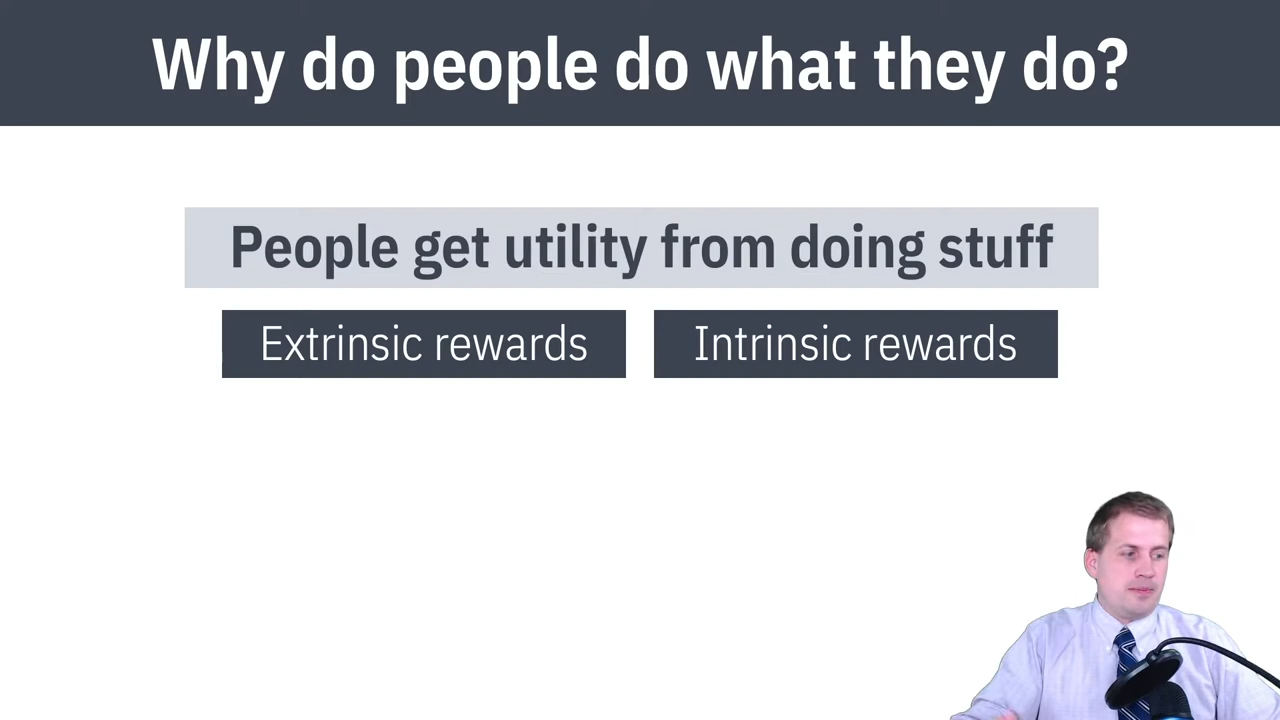 Why do people do what they do?
People get utility from doing stuff
Extrinsic rewards
Intrinsic rewards